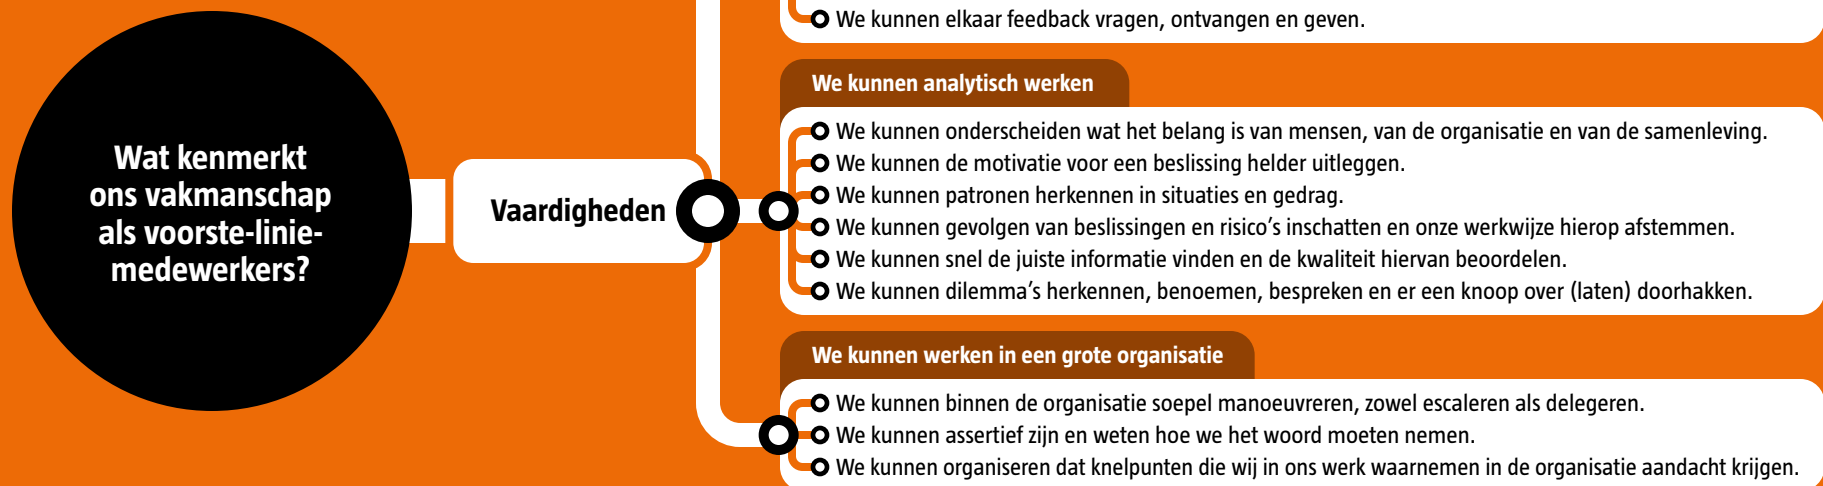 Wat kenmerkt
ons vakmanschap
als voorste-linie-
medewerkers?
Vaardigheden
We kunnen elkaar feedback vragen, ontvangen en geven.
We kunnen analytisch werken
We kunnen onderscheiden wat het belang is van mensen, van de organisatie en van de samenleving.
We kunnen de motivatie voor een beslissing helder uitleggen.
We kunnen patronen herkennen in situaties en gedrag.
We kunnen gevolgen van beslissingen en risico’s inschatten en onze werkwijze hierop afstemmen.
We kunnen snel de juiste informatie vinden en de kwaliteit hiervan beoordelen.
We kunnen dilemma’s herkennen, benoemen, bespreken en er een knoop over (laten) doorhakken.
We kunnen werken in een grote organisatie
We kunnen binnen de organisatie soepel manoeuvreren, zowel escaleren als delegeren.
We kunnen assertief zijn en weten hoe we het woord moeten nemen.
We kunnen organiseren dat knelpunten die wij in ons werk waarnemen in de organisatie aandacht krijgen.